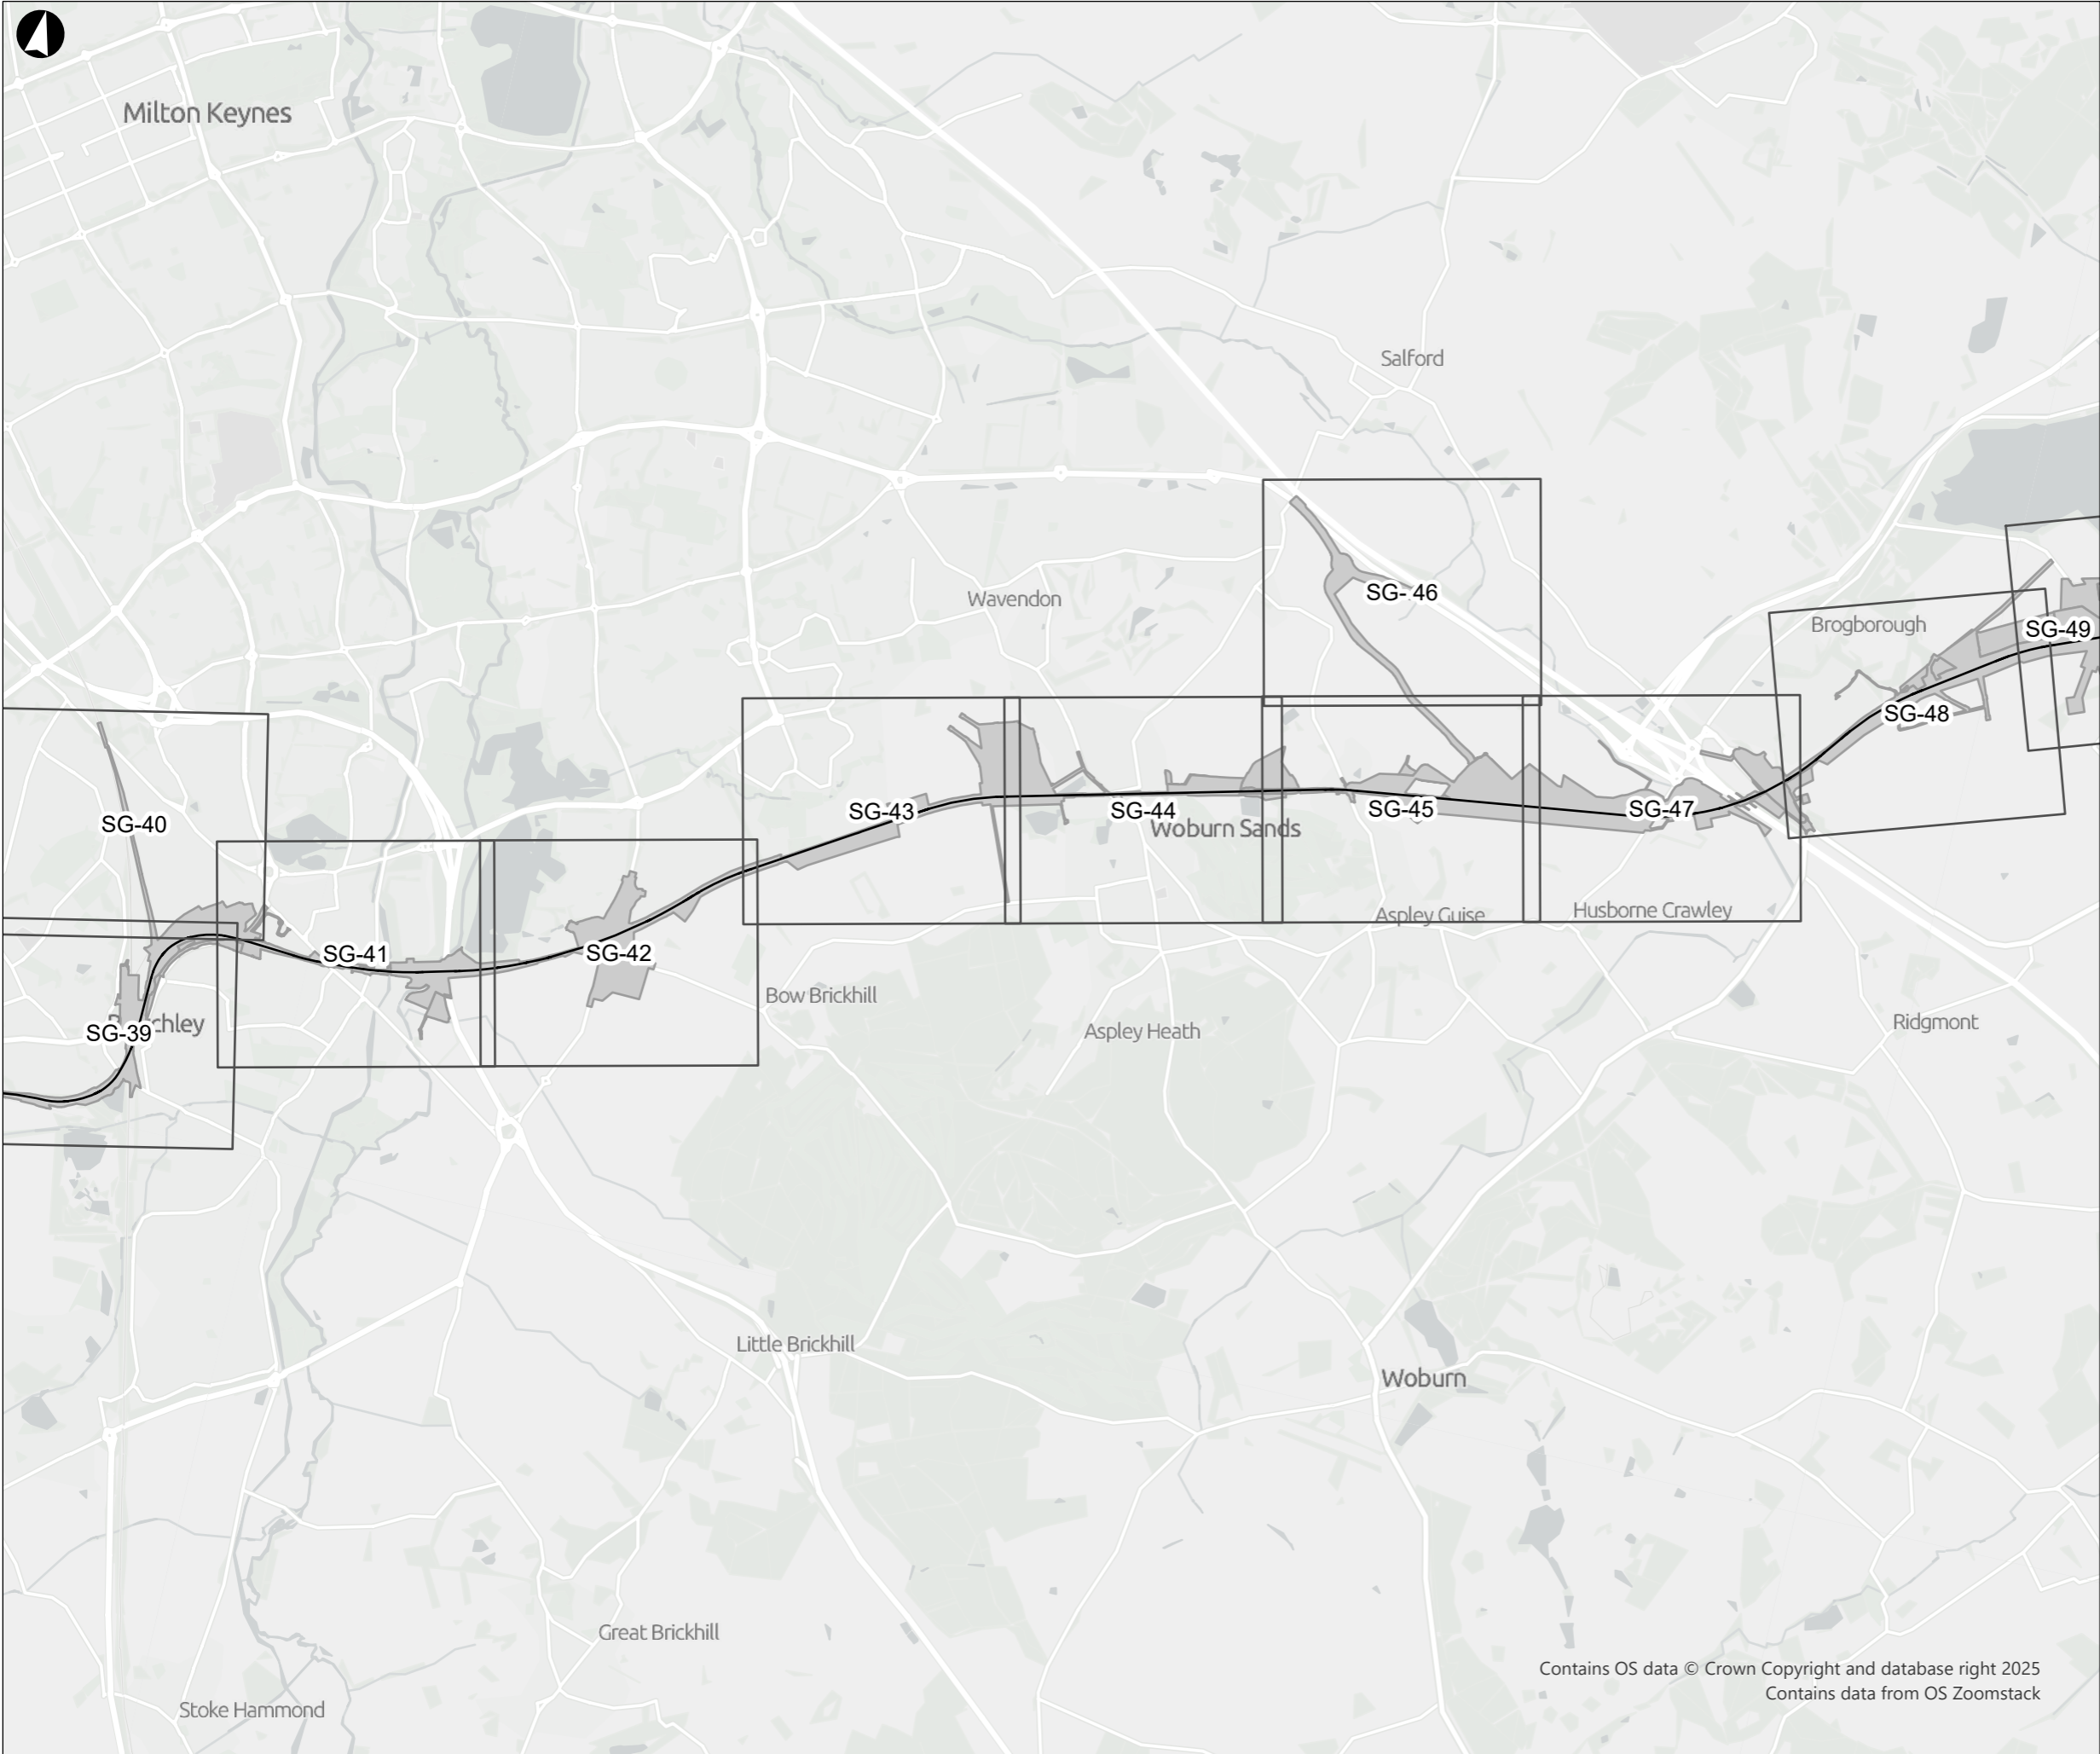 Milton Keynes
Salford
SG- 46
Wavendon
Brogborough
SG-49
SG-48
SG-40
SG-43
SG-44
SG-45
SG-47
Woburn Sands
Aspley Guise
Husborne Crawley
SG-41
SG-42
Bow Brickhill
SG-39
Aspley Heath
Ridgmont
Little Brickhill
Woburn
Great Brickhill
Stoke Hammond
Contains OS data © Crown Copyright and database right 2025
Contains data from OS Zoomstack